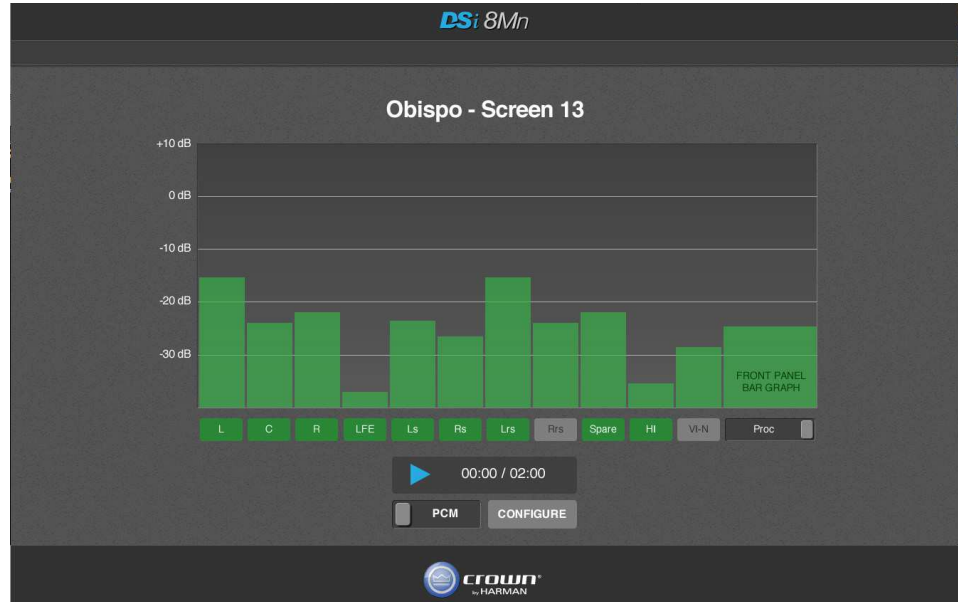 DSi 8Mn
Obispo - Screen 13
+10 dB
0 dB
-10 dB
-20 dB
-30 dB
FRONT PANEL
BAR GRAPH
L C R LFE Ls Rs Lrs Rrs Spare HI VI-N Proc
00:00 / 02:00
PCM CONFIGURE
crown
by HARMAN